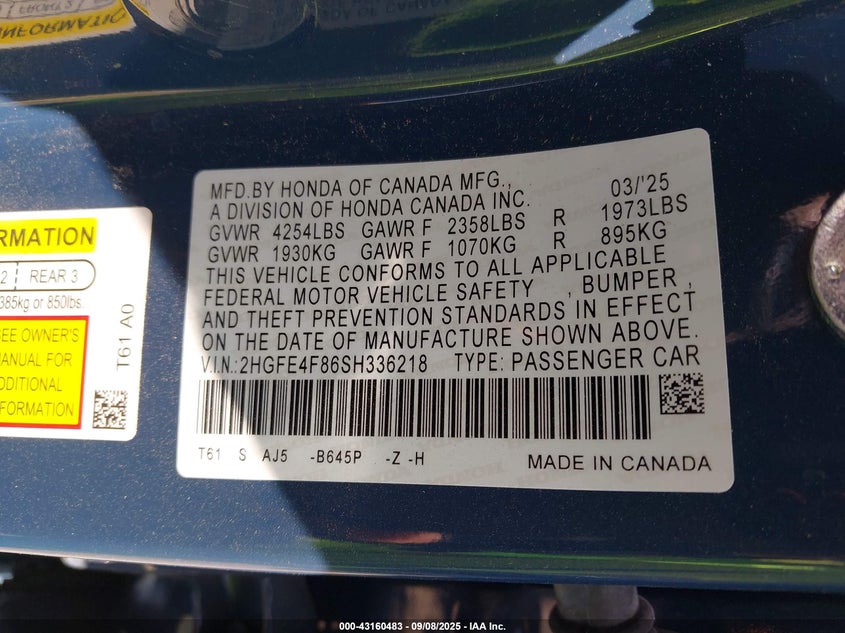 INFORMATION
MFD.BY HONDA OF CANADA MFG., 03/'25
A DIVISION OF HONDA CANADA INC.
GVWR 4254LBS GAWR F 2358LBS R 1973LBS
GVWR 1930KG GAWR F 1070KG R 895KG
THIS VEHICLE CONFORMS TO ALL APPLICABLE
FEDERAL MOTOR VEHICLE SAFETY , BUMPER ,
AND THEFT PREVENTION STANDARDS IN EFFECT
ON THE DATE OF MANUFACTURE SHOWN ABOVE.
V.I.N.:2HGFE4F86SH336218 TYPE: PASSENGER CAR
T61 S AJ5 -B645P -Z -H MADE IN CANADA
RMATION
2 REAR 3
385kg or 850lbs.
SEE OWNER'S
MANUAL FOR
ADDITIONAL
INFORMATION
T61 A0
000-43160483 - 09/08/2025 - IAA Inc.